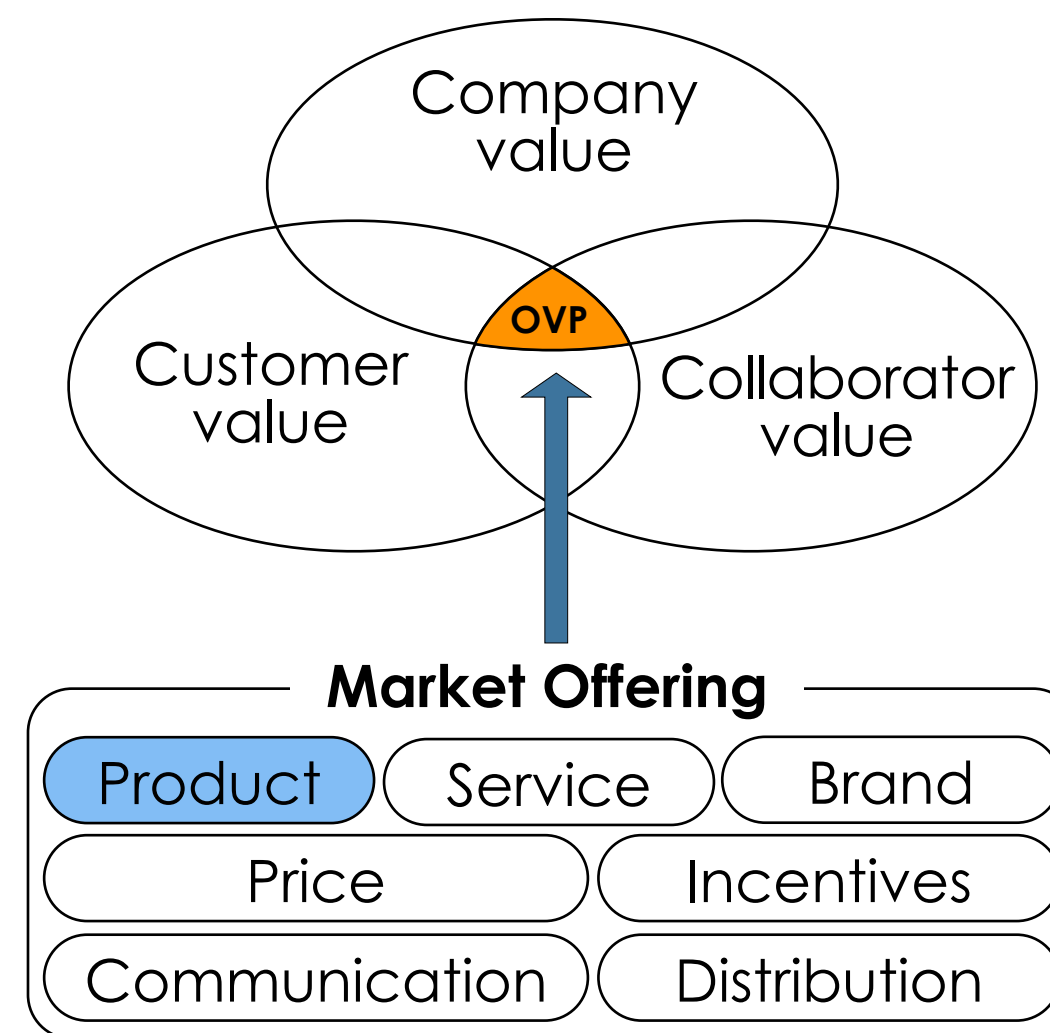 Company
value
OVP
Customer
value
Collaborator
value
Market Offering
Product
Service
Brand
Price
Incentives
Communication
Distribution